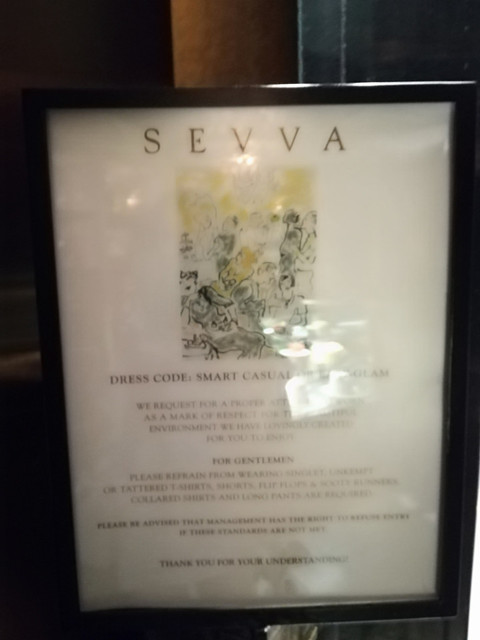 SEVVA
DRESS CODE: SMART CASUAL GLAM
WE REQUEST FOR A PROPER
AS A MARK OF RESPECT FOR
ENVIRONMENT WE HAVE LOVINGLY CREATED
FOR YOU TO ENJOY
FOR GENTLEMEN
PLEASE REFRAIN FROM WEARING SINGLET, UNKEMPT
OR TATTERED T-SHIRTS, SHORTS, FLIP FLOPS & RUNNERS
COLLARED SHIRTS AND LONG PANTS ARE REQUIRED
PLEASE BE ADVISED THAT MANAGEMENT HAS THE RIGHT TO REFUSE ENTRY
IF THESE STANDARDS ARE NOT MET.
THANK YOU FOR YOUR UNDERSTANDING!